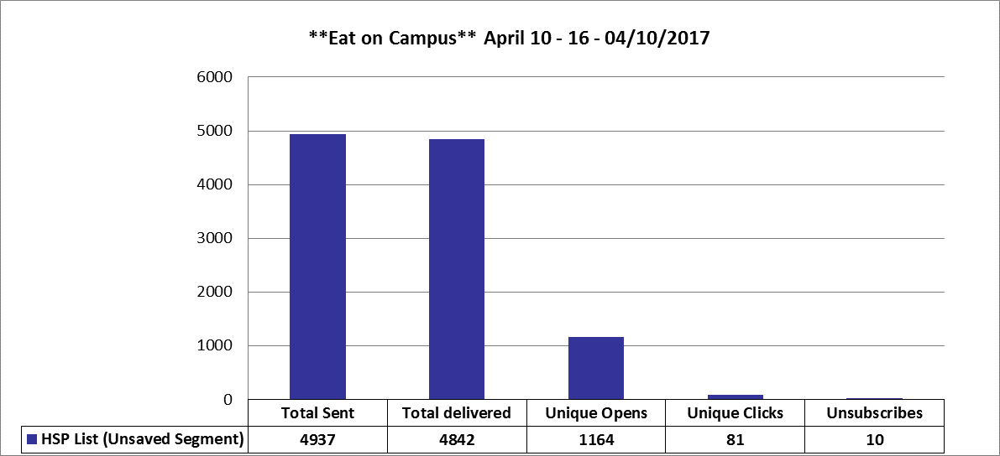 **Eat on Campus** April 10 - 16 - 04/10/2017
6000
5000
4000
3000
2000
1000
0
Total Sent Total delivered Unique Opens Unique Clicks Unsubscribes
HSP List (Unsaved Segment) 4937 4842 1164 81 10